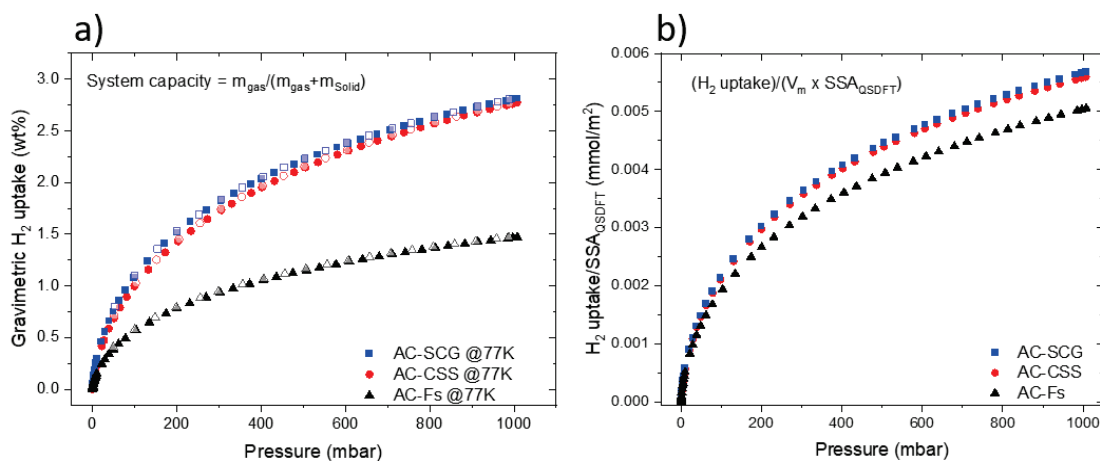 a)
System capacity = m_gas/(m_gas+m_Solid)
Gravimetric H₂ uptake (wt%)
3.0
2.5
2.0
1.5
1.0
0.5
0.0
AC-SCG @77K
AC-CSS @77K
AC-Fs @77K
0 200 400 600 800 1000
Pressure (mbar)
b)
(H₂ uptake)/(V_m x SSA_QSDFT)
H₂ uptake/SSA_QSDFT (mmol/m²)
0.006
0.005
0.004
0.003
0.002
0.001
0.000
AC-SCG
AC-CSS
AC-Fs
0 200 400 600 800 1000
Pressure (mbar)